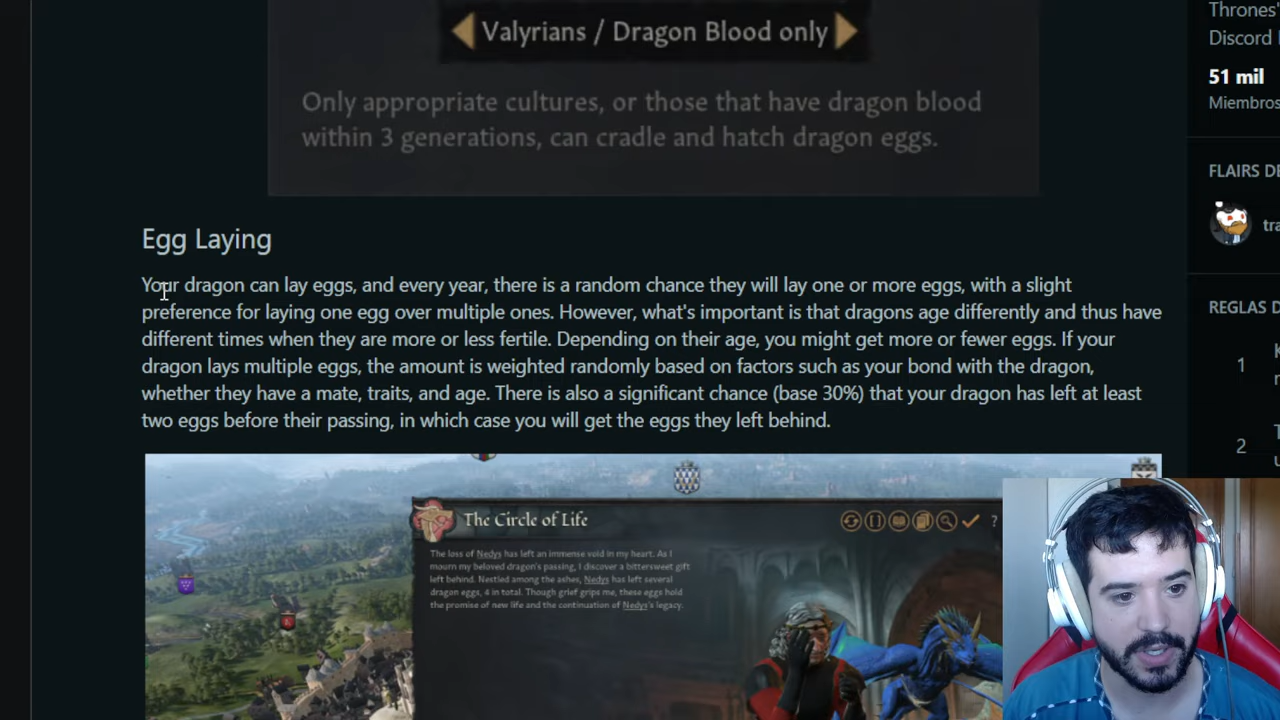 Valyrians / Dragon Blood only
Only appropriate cultures, or those that have dragon blood
within 3 generations, can cradle and hatch dragon eggs.
Thrones'
Discord
51 mil
Miembros
FLAIRS DE
REGLAS D
1
2
Egg Laying
Your dragon can lay eggs, and every year, there is a random chance they will lay one or more eggs, with a slight
preference for laying one egg over multiple ones. However, what's important is that dragons age differently and thus have
different times when they are more or less fertile. Depending on their age, you might get more or fewer eggs. If your
dragon lays multiple eggs, the amount is weighted randomly based on factors such as your bond with the dragon,
whether they have a mate, traits, and age. There is also a significant chance (base 30%) that your dragon has left at least
two eggs before their passing, in which case you will get the eggs they left behind.
The Circle of Life
?
The loss of Nedys has left an immense void in my heart. As I
mourn my beloved dragon's passing, I discover a bittersweet gift
left behind. Nestled among the ashes, Nedys has left several
dragon eggs, 4 in total. Though grief grips me, these eggs hold
the promise of new life and the continuation of Nedys's legacy.